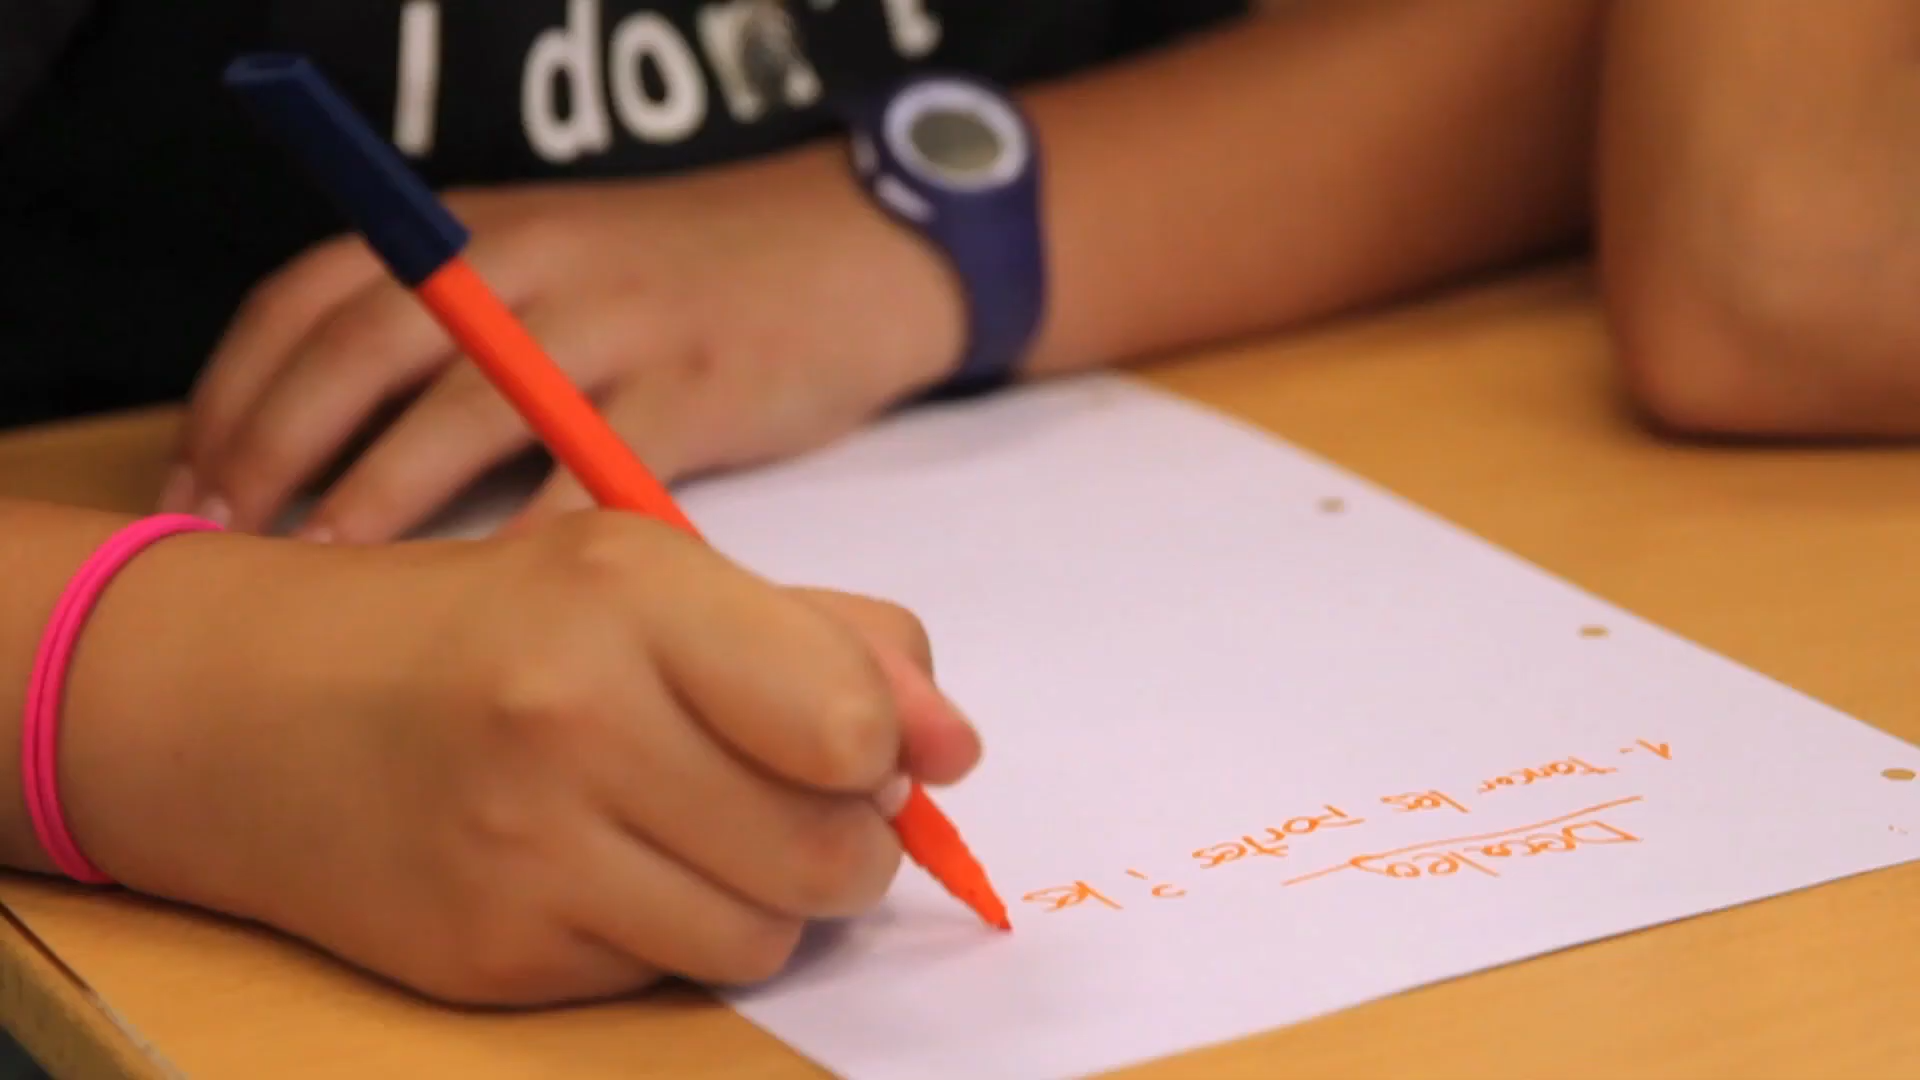 I don't
Decàleg
1. Tancar les portes i les